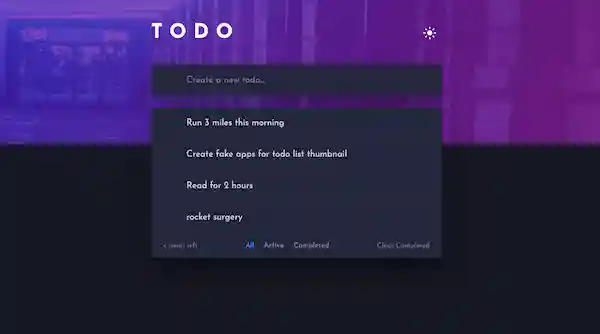 TODO
Create a new todo...
Run 3 miles this morning
Create fake apps for todo list thumbnail
Read for 2 hours
rocket surgery
items left All Active Completed Clear Completed